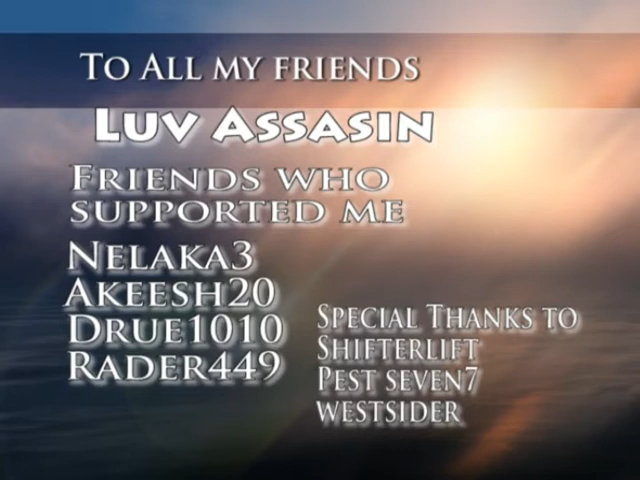 To All my friends
Luv Assasin
Friends who
supported me
Nelaka3
Akeesh20
Drue1010
Rader449
Special Thanks to
Shifterlift
Pest seven7
westsider